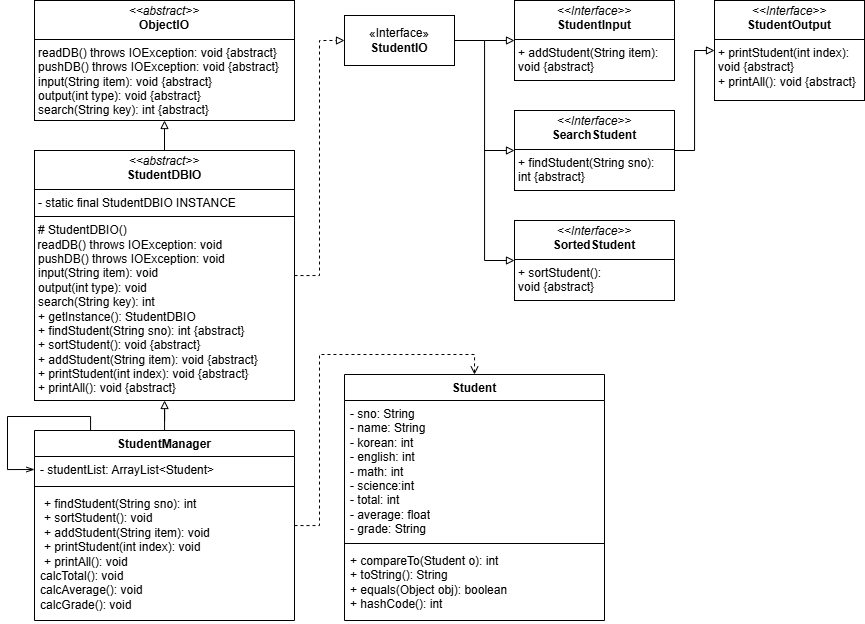 <<abstract>>
ObjectIO
readDB() throws IOException: void {abstract}
pushDB() throws IOException: void {abstract}
input(String item): void {abstract}
output(int type): void {abstract}
search(String key): int {abstract}
«Interface»
StudentIO
<<Interface>>
StudentInput
+ addStudent(String item):
void {abstract}
<<Interface>>
StudentOutput
+ printStudent(int index):
void {abstract}
+ printAll(): void {abstract}
<<Interface>>
SearchStudent
+ findStudent(String sno):
int {abstract}
<<Interface>>
SortedStudent
+ sortStudent():
void {abstract}
<<abstract>>
StudentDBIO
- static final StudentDBIO INSTANCE
# StudentDBIO()
readDB() throws IOException: void
pushDB() throws IOException: void
input(String item): void
output(int type): void
search(String key): int
+ getInstance(): StudentDBIO
+ findStudent(String sno): int {abstract}
+ sortStudent(): void {abstract}
+ addStudent(String item): void {abstract}
+ printStudent(int index): void {abstract}
+ printAll(): void {abstract}
StudentManager
- studentList: ArrayList<Student>
+ findStudent(String sno): int
+ sortStudent(): void
+ addStudent(String item): void
+ printStudent(int index): void
+ printAll(): void
calcTotal(): void
calcAverage(): void
calcGrade(): void
Student
- sno: String
- name: String
- korean: int
- english: int
- math: int
- science:int
- total: int
- average: float
- grade: String
+ compareTo(Student o): int
+ toString(): String
+ equals(Object obj): boolean
+ hashCode(): int